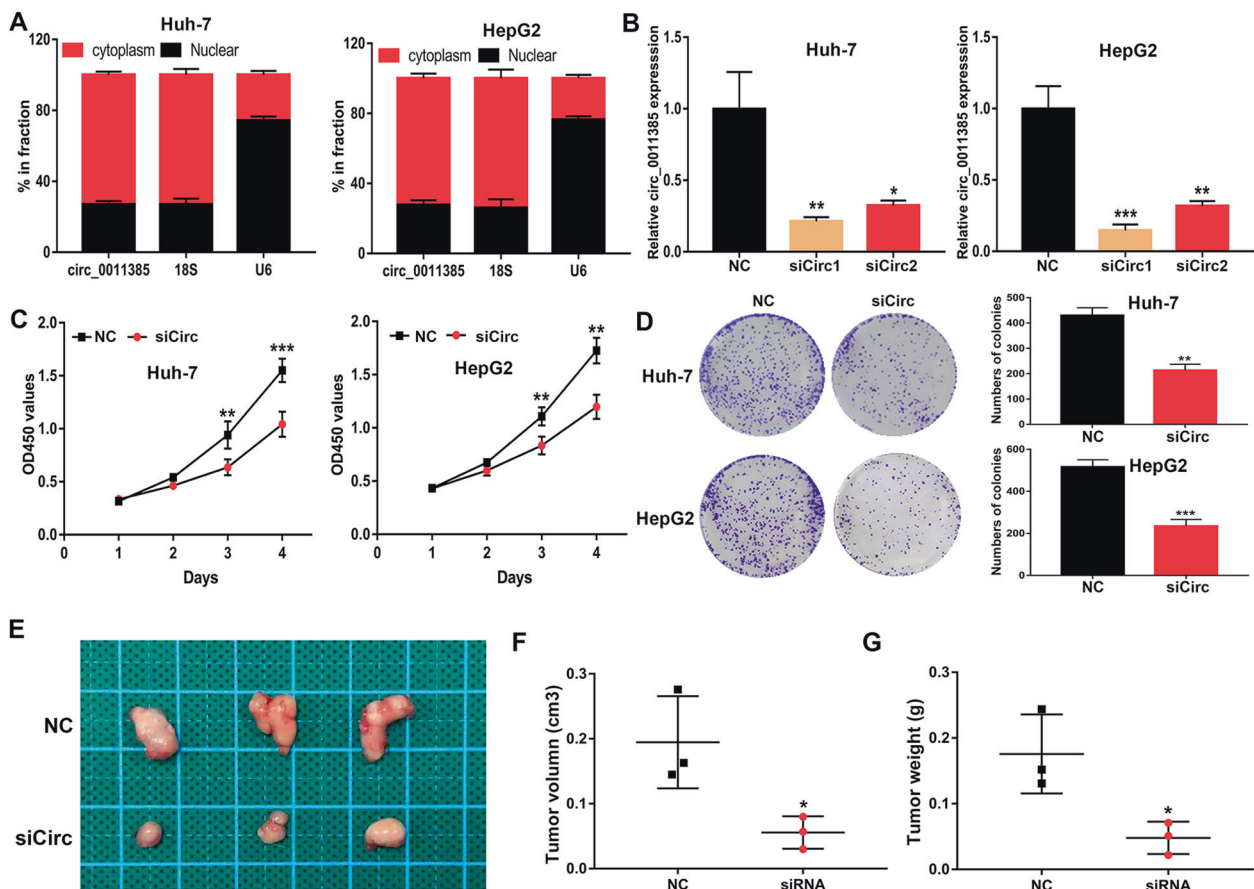 A
Huh-7
cytoplasm Nuclear
% in fraction
120
80
40
0
circ_0011385 18S U6
HepG2
cytoplasm Nuclear
% in fraction
120
80
40
0
circ_0011385 18S U6
B
Huh-7
Relative circ_0011385 experession
1.5
1.0
0.5
0.0
** *
NC siCirc1 siCirc2
HepG2
Relative circ_0011385 experession
1.5
1.0
0.5
0.0
*** **
NC siCirc1 siCirc2
C
NC siCirc
Huh-7
OD450 values
2.0
1.5
1.0
0.5
0.0
** ***
0 1 2 3 4
Days
NC siCirc
HepG2
OD450 values
2.0
1.5
1.0
0.5
0.0
** **
0 1 2 3 4
Days
D
NC siCirc
Huh-7
HepG2
Huh-7
Numbers of colonies
500
400
300
200
100
0
**
NC siCirc
HepG2
Numbers of colonies
600
400
200
0
***
NC siCirc
E
NC
siCirc
F
Tumor volumn (cm3)
0.3
0.2
0.1
0.0
*
NC siRNA
G
Tumor weight (g)
0.3
0.2
0.1
0.0
*
NC siRNA